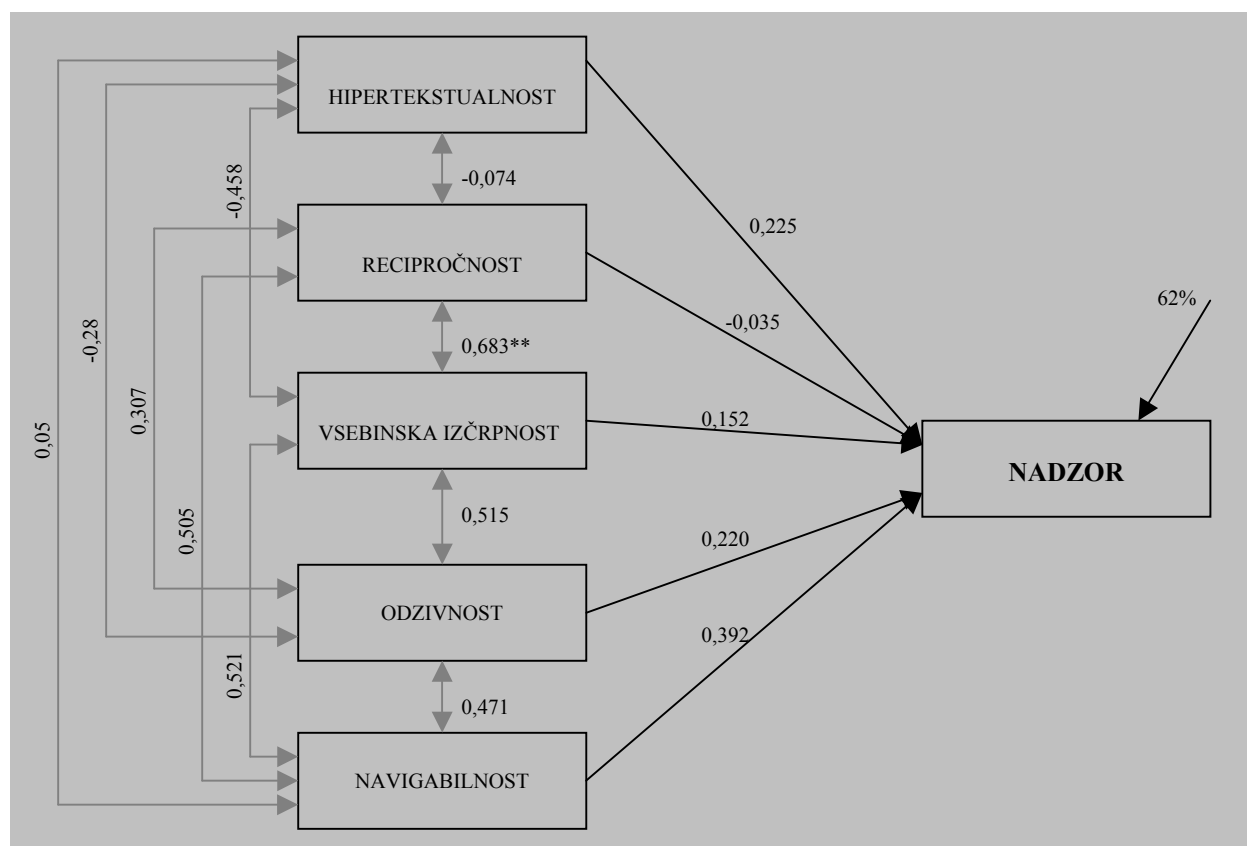 HIPERTEKSTUALNOST
-0,074
-0,458
0,225
RECIPROČNOST
62%
-0,035
-0,28
0,683**
0,307
0,05
VSEBINSKA IZČRPNOST
0,152
NADZOR
0,505
0,515
0,220
ODZIVNOST
0,392
0,521
0,471
NAVIGABILNOST